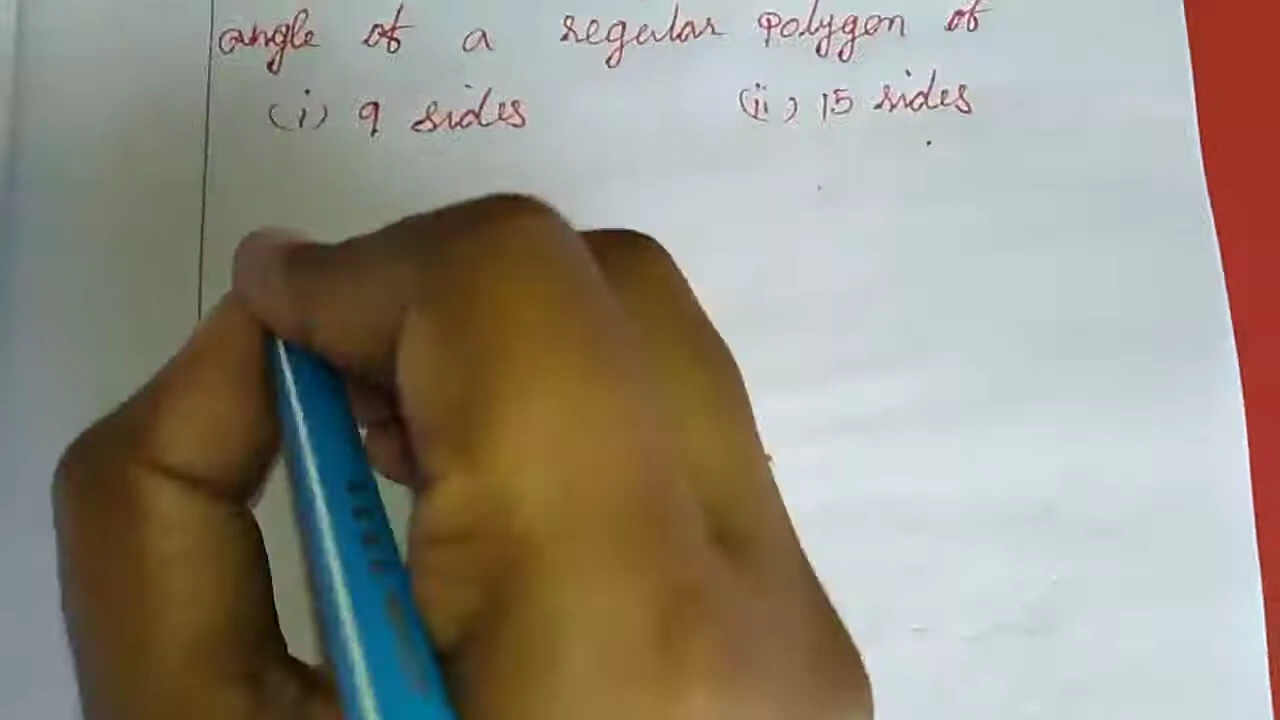 angle of a regular polygon of
(i) 9 sides (ii) 15 sides